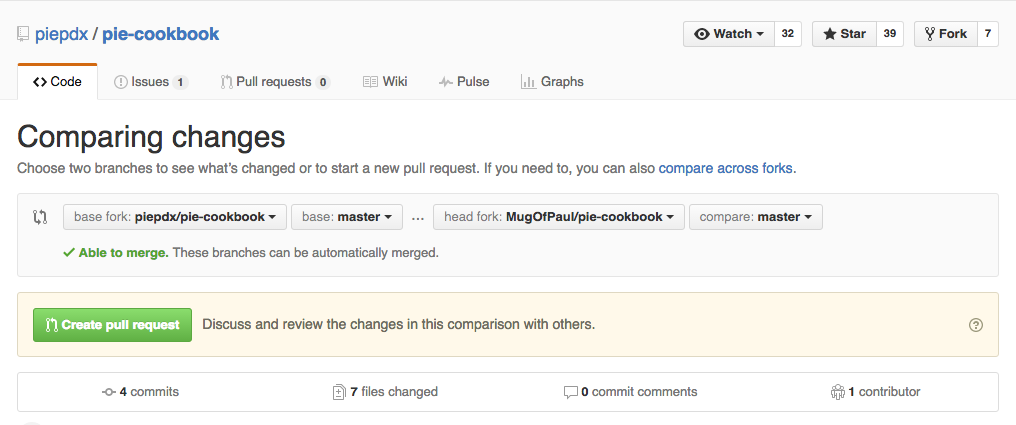 piepdx / pie-cookbook Watch 32 Star 39 Fork 7
Code Issues 1 Pull requests 0 Wiki Pulse Graphs
Comparing changes
Choose two branches to see what's changed or to start a new pull request. If you need to, you can also compare across forks.
base fork: piepdx/pie-cookbook base: master ... head fork: MugOfPaul/pie-cookbook compare: master
Able to merge. These branches can be automatically merged.
Create pull request Discuss and review the changes in this comparison with others. ?
4 commits 7 files changed 0 commit comments 1 contributor